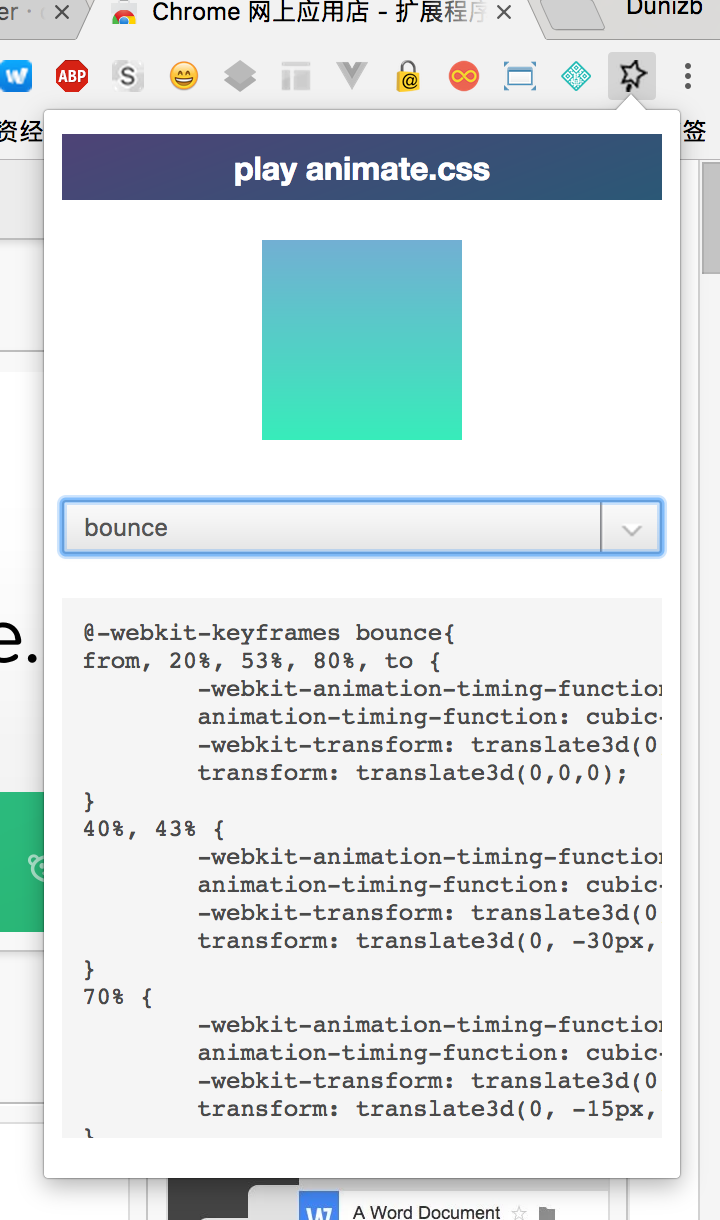 er
Chrome 网上应用店 - 扩展程序
Dunizb
W
ABP
S
@
资经
签
play animate.css
bounce
e.
@-webkit-keyframes bounce{
from, 20%, 53%, 80%, to {
-webkit-animation-timing-function
animation-timing-function: cubic-
-webkit-transform: translate3d(0
transform: translate3d(0,0,0);
}
40%, 43% {
-webkit-animation-timing-function
animation-timing-function: cubic-
-webkit-transform: translate3d(0
transform: translate3d(0, -30px,
}
70% {
-webkit-animation-timing-function
animation-timing-function: cubic-
-webkit-transform: translate3d(0
transform: translate3d(0, -15px,
}
W
A Word Document